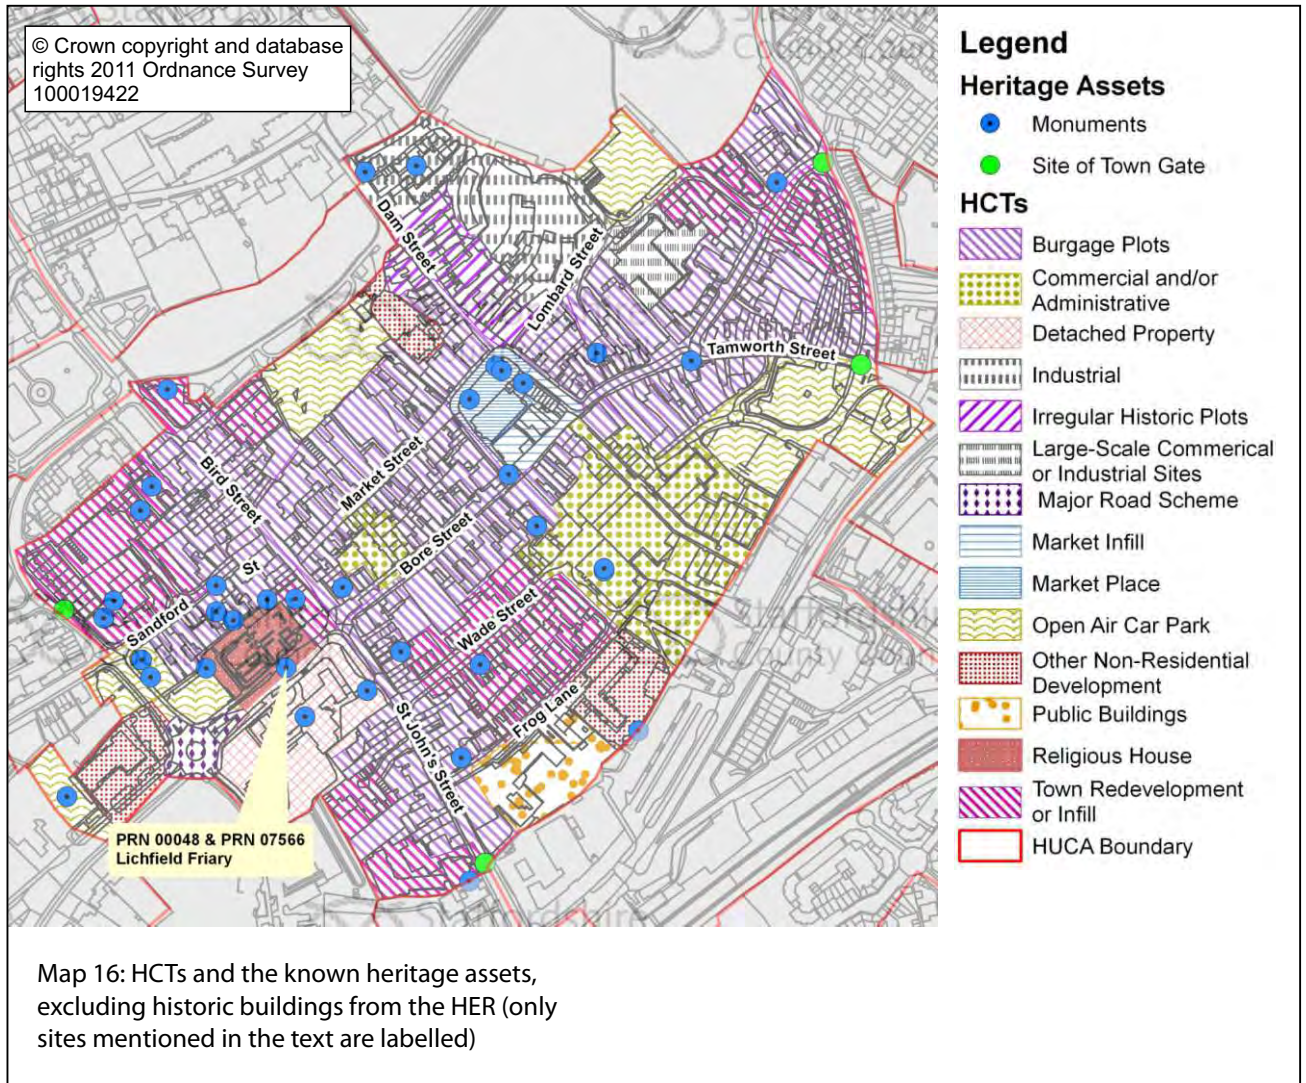 © Crown copyright and database
rights 2011 Ordnance Survey
100019422
Dam Street
Lombard Street
Tamworth Street
Bird Street
Market Street
Bore Street
Sandford
St
Wade Street
Frog Lane
St John's Street
PRN 00048 & PRN 07566
Lichfield Friary
Staffordshire
County Coun
Staffordshire
Legend
Heritage Assets
Monuments
Site of Town Gate
HCTs
Burgage Plots
Commercial and/or
Administrative
Detached Property
Industrial
Irregular Historic Plots
Large-Scale Commerical
or Industrial Sites
Major Road Scheme
Market Infill
Market Place
Open Air Car Park
Other Non-Residential
Development
Public Buildings
Religious House
Town Redevelopment
or Infill
HUCA Boundary
Map 16: HCTs and the known heritage assets,
excluding historic buildings from the HER (only
sites mentioned in the text are labelled)